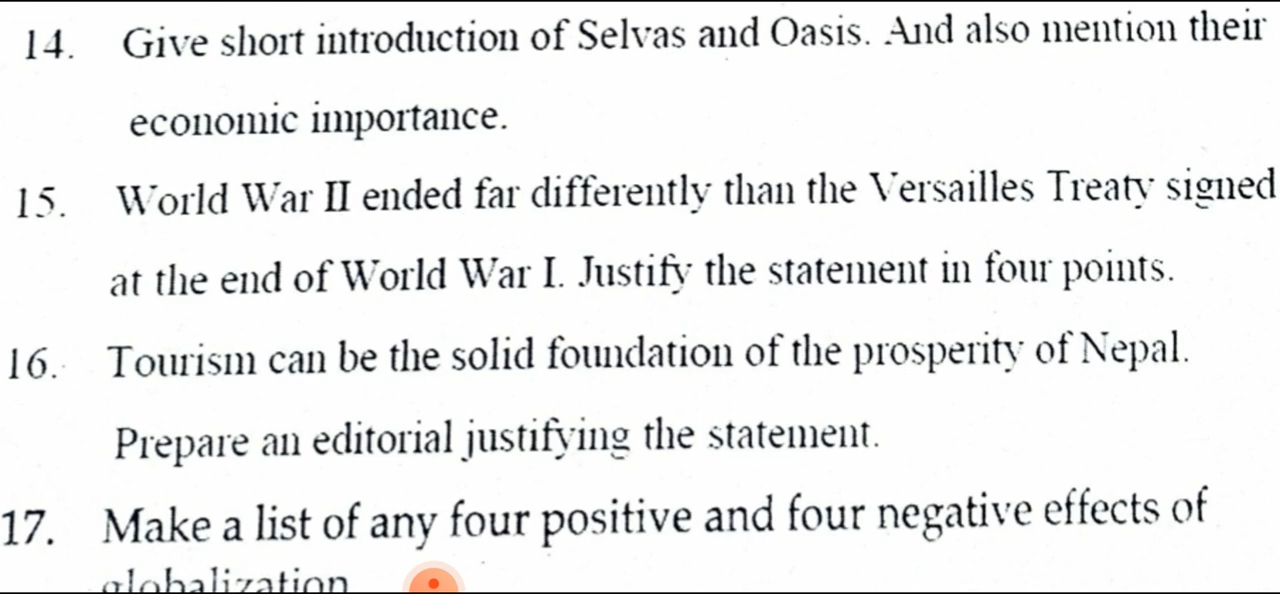 14. Give short introduction of Selvas and Oasis. And also mention their
economic importance.
15. World War II ended far differently than the Versailles Treaty signed
at the end of World War I. Justify the statement in four points.
16. Tourism can be the solid foundation of the prosperity of Nepal.
Prepare an editorial justifying the statement.
17. Make a list of any four positive and four negative effects of
globalization